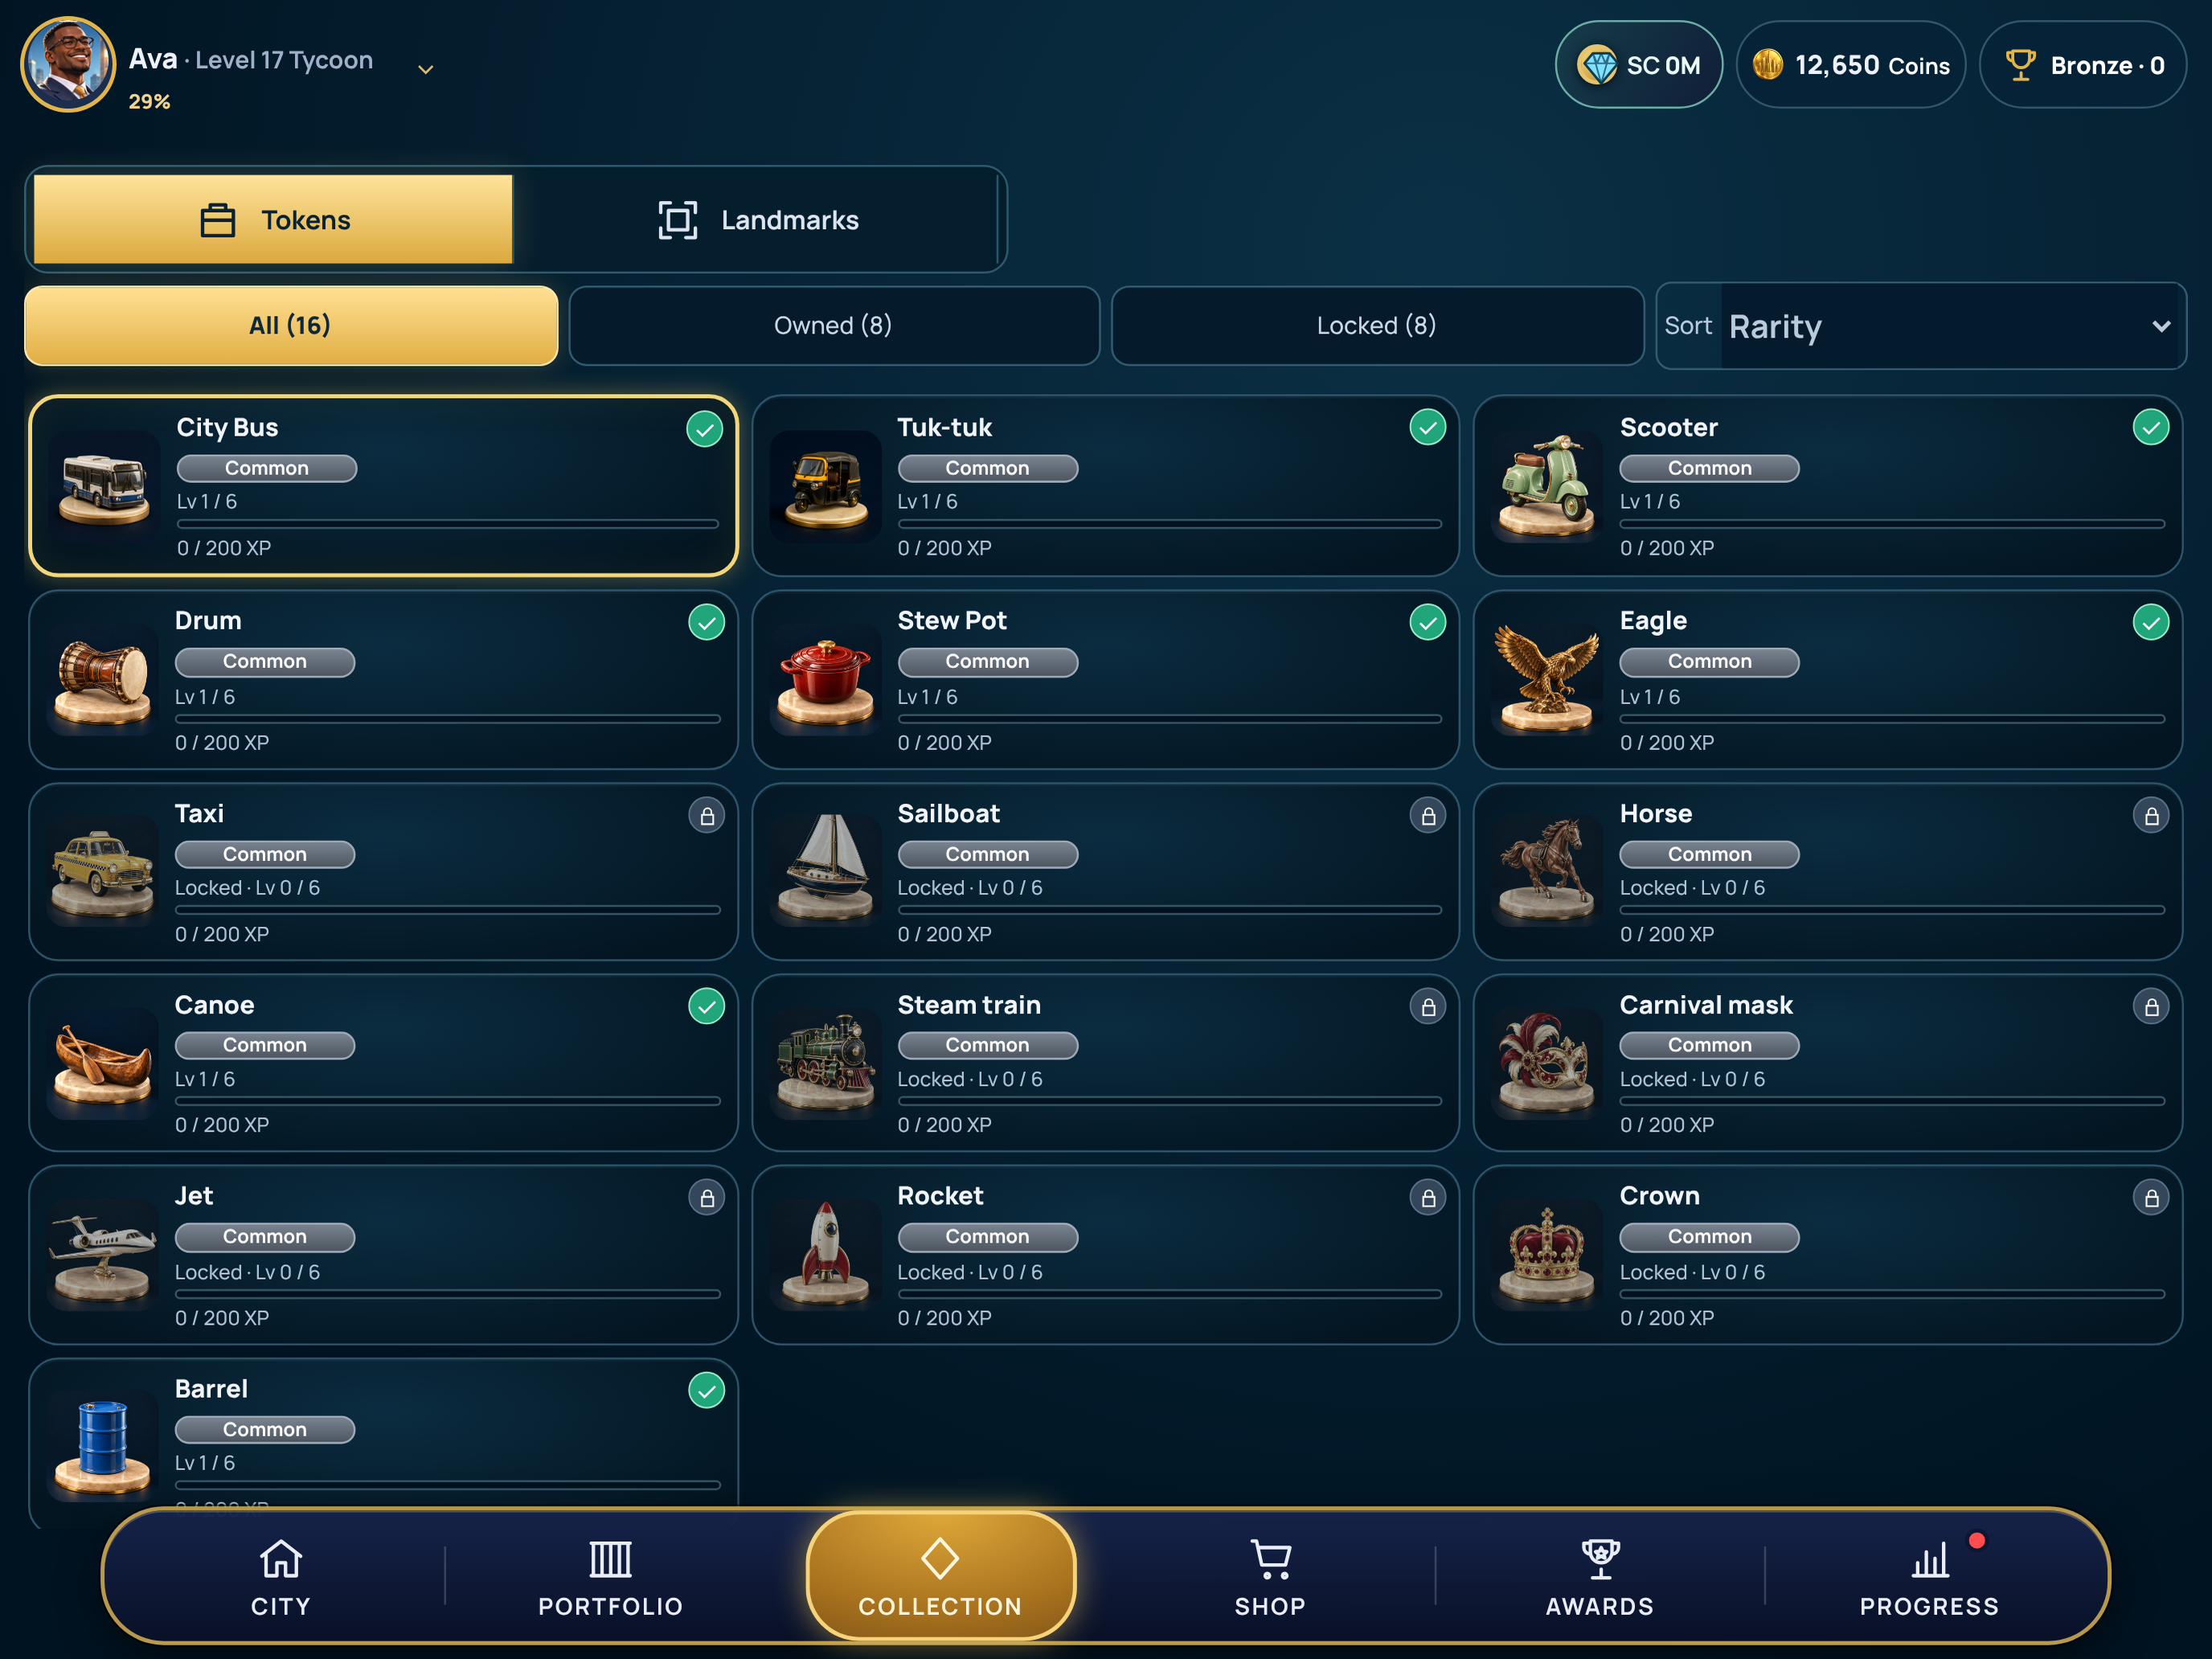 Ava · Level 17 Tycoon
29%
SC 0M
12,650 Coins
Bronze · 0
Tokens
Landmarks
All (16)
Owned (8)
Locked (8)
Sort Rarity
City Bus
Common
Lv 1 / 6
0 / 200 XP
Tuk-tuk
Common
Lv 1 / 6
0 / 200 XP
Scooter
Common
Lv 1 / 6
0 / 200 XP
Drum
Common
Lv 1 / 6
0 / 200 XP
Stew Pot
Common
Lv 1 / 6
0 / 200 XP
Eagle
Common
Lv 1 / 6
0 / 200 XP
Taxi
Common
Locked · Lv 0 / 6
0 / 200 XP
Sailboat
Common
Locked · Lv 0 / 6
0 / 200 XP
Horse
Common
Locked · Lv 0 / 6
0 / 200 XP
Canoe
Common
Lv 1 / 6
0 / 200 XP
Steam train
Common
Locked · Lv 0 / 6
0 / 200 XP
Carnival mask
Common
Locked · Lv 0 / 6
0 / 200 XP
Jet
Common
Locked · Lv 0 / 6
0 / 200 XP
Rocket
Common
Locked · Lv 0 / 6
0 / 200 XP
Crown
Common
Locked · Lv 0 / 6
0 / 200 XP
Barrel
Common
Lv 1 / 6
0 / 200 XP
CITY
PORTFOLIO
COLLECTION
SHOP
AWARDS
PROGRESS